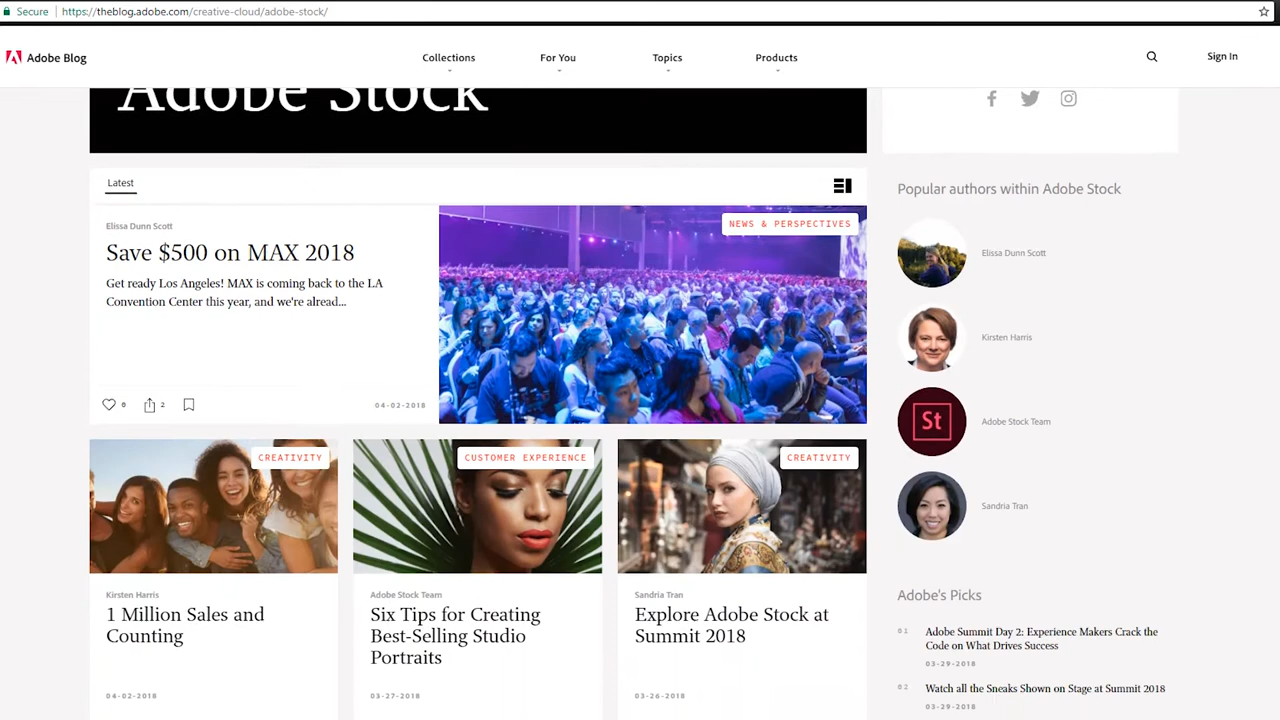 Secure
https://theblog.adobe.com/creative-cloud/adobe-stock/
Adobe Blog
Collections
For You
Topics
Products
Sign In
Adobe Stock
Latest
Elissa Dunn Scott
Save $500 on MAX 2018
Get ready Los Angeles! MAX is coming back to the LA
Convention Center this year, and we're alread...
0
2
04-02-2018
NEWS & PERSPECTIVES
CREATIVITY
Kirsten Harris
1 Million Sales and
Counting
04-02-2018
CUSTOMER EXPERIENCE
Adobe Stock Team
Six Tips for Creating
Best-Selling Studio
Portraits
03-27-2018
CREATIVITY
Sandria Tran
Explore Adobe Stock at
Summit 2018
03-26-2018
Popular authors within Adobe Stock
Elissa Dunn Scott
Kirsten Harris
St
Adobe Stock Team
Sandria Tran
Adobe's Picks
01
Adobe Summit Day 2: Experience Makers Crack the
Code on What Drives Success
03-29-2018
02
Watch all the Sneaks Shown on Stage at Summit 2018
03-29-2018